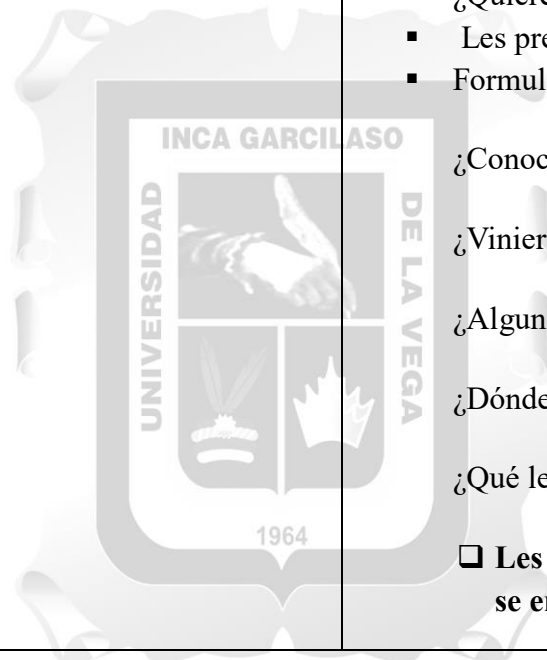 ¿Quiere
▪ Les pre
▪ Formul
¿Conoc
¿Vinier
¿Algun
¿Dónde
¿Qué le
❑ Les
se en
INCA GARCILASO
UNIVERSIDAD
DE LA VEGA
1964